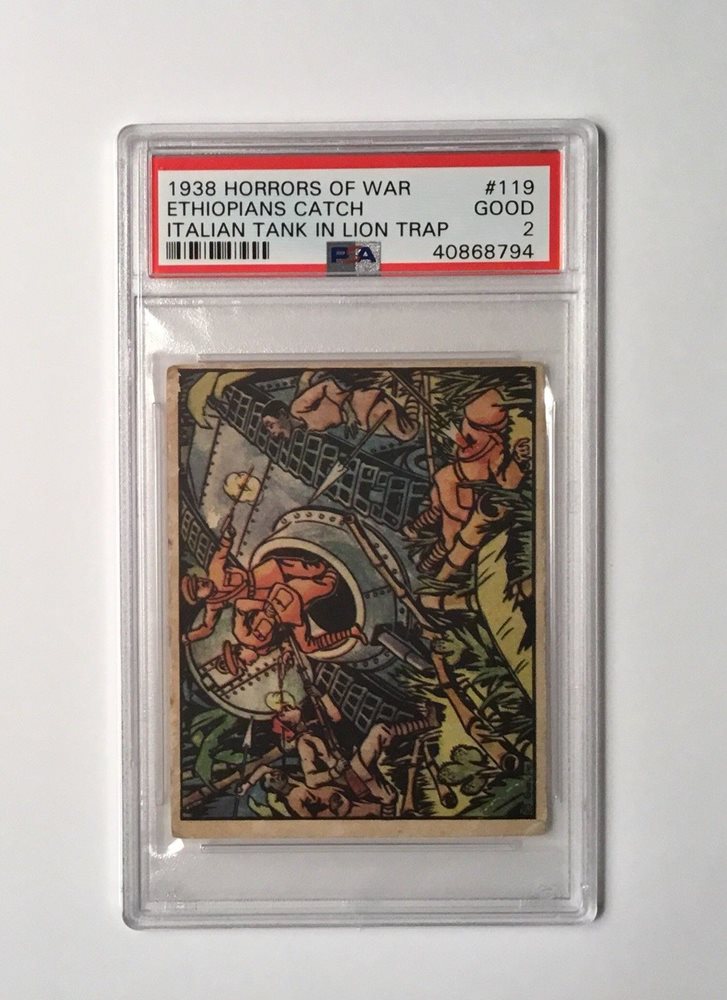 1938 HORRORS OF WAR #119
ETHIOPIANS CATCH GOOD
ITALIAN TANK IN LION TRAP 2
PSA 40868794